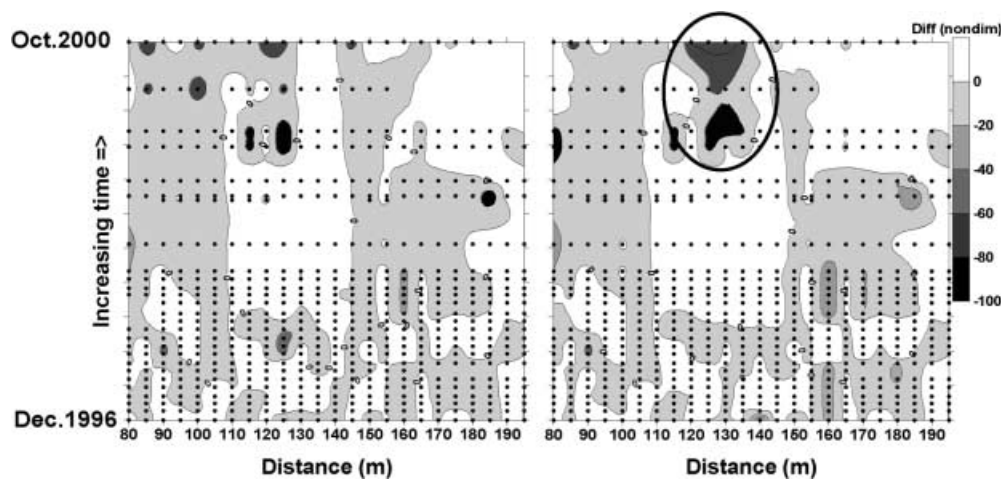 Oct.2000
Increasing time =>
Dec.1996
80 90 100 110 120 130 140 150 160 170 180 190
Distance (m)
80 90 100 110 120 130 140 150 160 170 180 190
Distance (m)
Diff (nondim)
0
-20
-40
-60
-80
-100